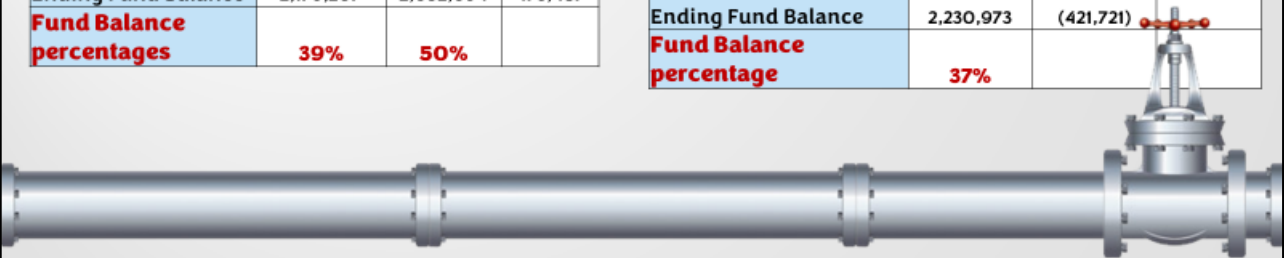 Fund Balance
percentages 39% 50%
Ending Fund Balance 2,230,973 (421,721)
Fund Balance
percentage 37%